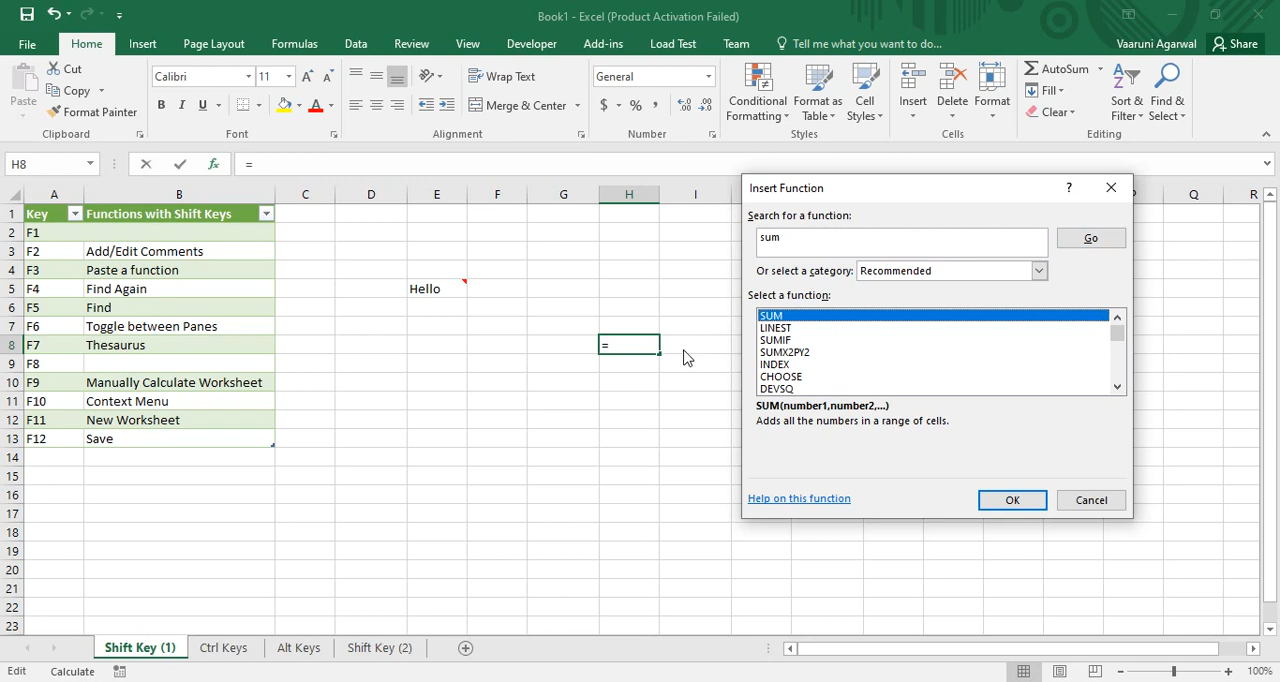 Book1 - Excel (Product Activation Failed)
File Home Insert Page Layout Formulas Data Review View Developer Add-ins Load Test Team Tell me what you want to do... Vaaruni Agarwal Share
Paste
Cut
Copy
Format Painter
Clipboard
Calibri 11
B I U
Font
Wrap Text
Merge & Center
Alignment
General
$ % ,
Number
Conditional Formatting
Format as Table
Cell Styles
Styles
Insert Delete Format
Cells
AutoSum
Fill
Clear
Sort & Filter
Find & Select
Editing
H8 fx =
A B C D E F G H I P Q R
1 Key Functions with Shift Keys
2 F1
3 F2 Add/Edit Comments
4 F3 Paste a function
5 F4 Find Again Hello
6 F5 Find
7 F6 Toggle between Panes
8 F7 Thesaurus =
9 F8
10 F9 Manually Calculate Worksheet
11 F10 Context Menu
12 F11 New Worksheet
13 F12 Save
14
15
16
17
18
19
20
21
22
23
Insert Function ?
Search for a function:
sum Go
Or select a category: Recommended
Select a function:
SUM
LINEST
SUMIF
SUMX2PY2
INDEX
CHOOSE
DEVSQ
SUM(number1,number2,...)
Adds all the numbers in a range of cells.
Help on this function OK Cancel
Shift Key (1) Ctrl Keys Alt Keys Shift Key (2)
Edit Calculate 100%